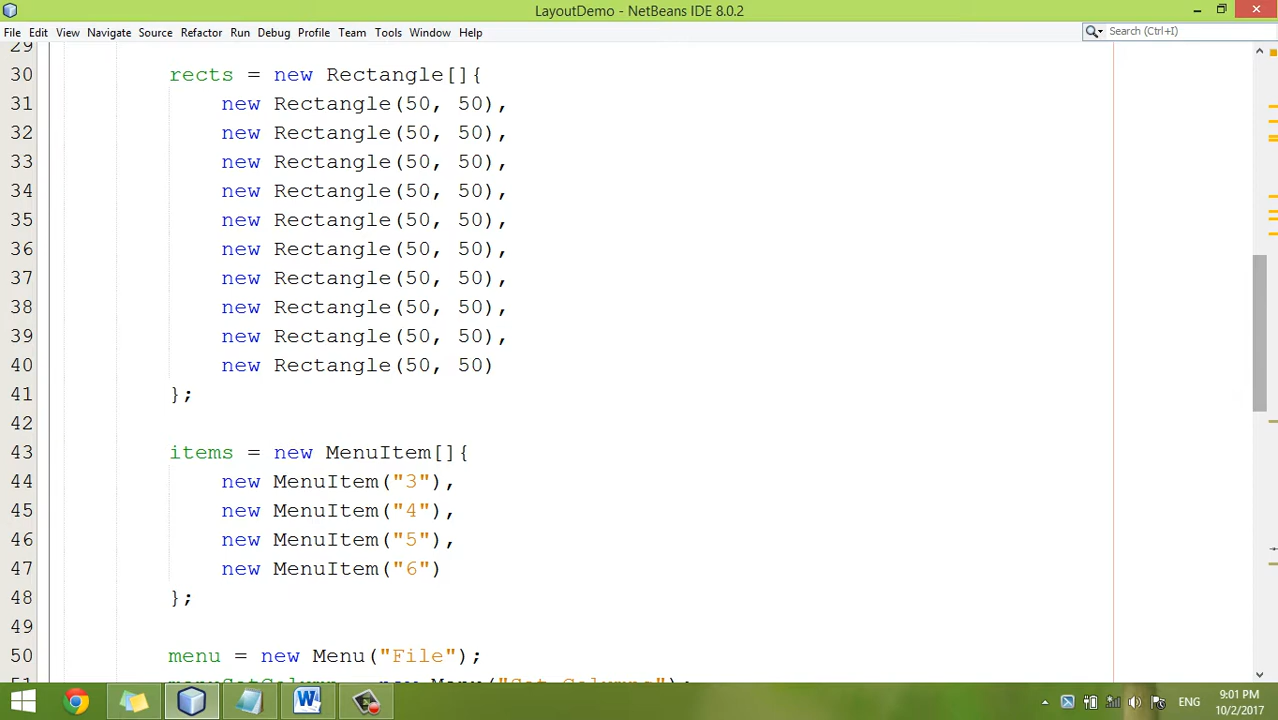 LayoutDemo - NetBeans IDE 8.0.2
File Edit View Navigate Source Refactor Run Debug Profile Team Tools Window Help
Search (Ctrl+I)
29
30 rects = new Rectangle[]{
31 new Rectangle(50, 50),
32 new Rectangle(50, 50),
33 new Rectangle(50, 50),
34 new Rectangle(50, 50),
35 new Rectangle(50, 50),
36 new Rectangle(50, 50),
37 new Rectangle(50, 50),
38 new Rectangle(50, 50),
39 new Rectangle(50, 50),
40 new Rectangle(50, 50)
41 };
42
43 items = new MenuItem[]{
44 new MenuItem("3"),
45 new MenuItem("4"),
46 new MenuItem("5"),
47 new MenuItem("6")
48 };
49
50 menu = new Menu("File");
51 menuSetColumn = new Menu("Set Columns");
ENG
9:01 PM
10/2/2017